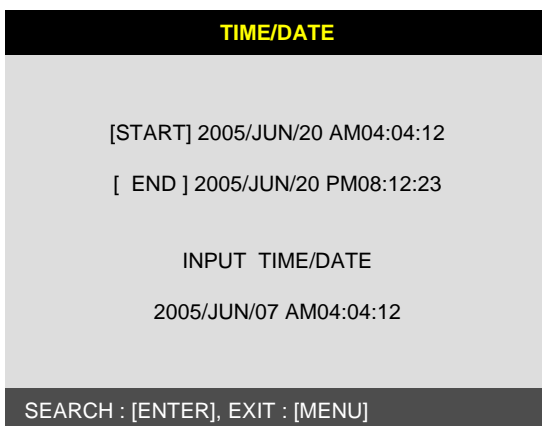 TIME/DATE
[START] 2005/JUN/20 AM04:04:12
[  END ] 2005/JUN/20 PM08:12:23
INPUT  TIME/DATE
2005/JUN/07 AM04:04:12
SEARCH : [ENTER], EXIT : [MENU]